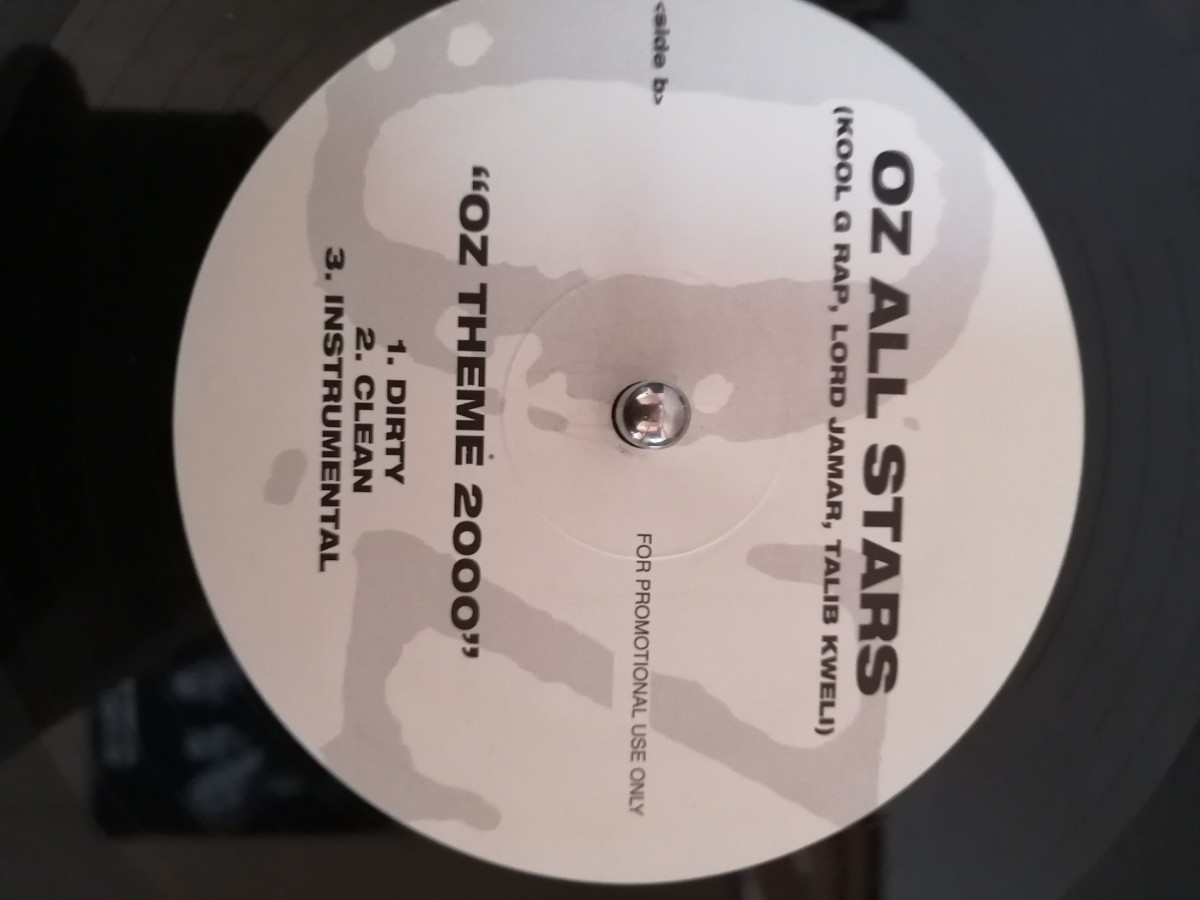 OZ ALL STARS
(KOOL G RAP, LORD JAMAR, TALIB KWELI)
<side b>
FOR PROMOTIONAL USE ONLY
“OZ THEME 2000”
1. DIRTY
2. CLEAN
3. INSTRUMENTAL